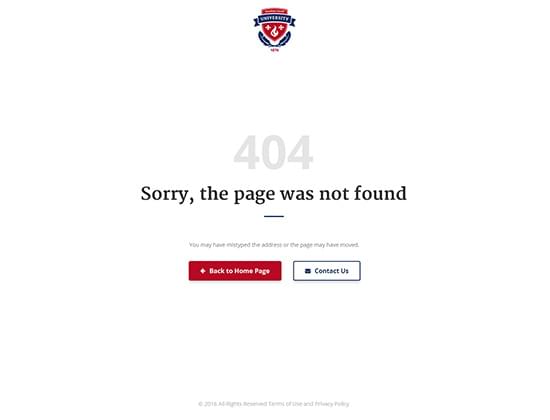 UNIVERSITY
1876
404
Sorry, the page was not found
You may have mistyped the address or the page may have moved.
Back to Home Page
Contact Us
© 2016 All Rights Reserved Terms of Use and Privacy Policy